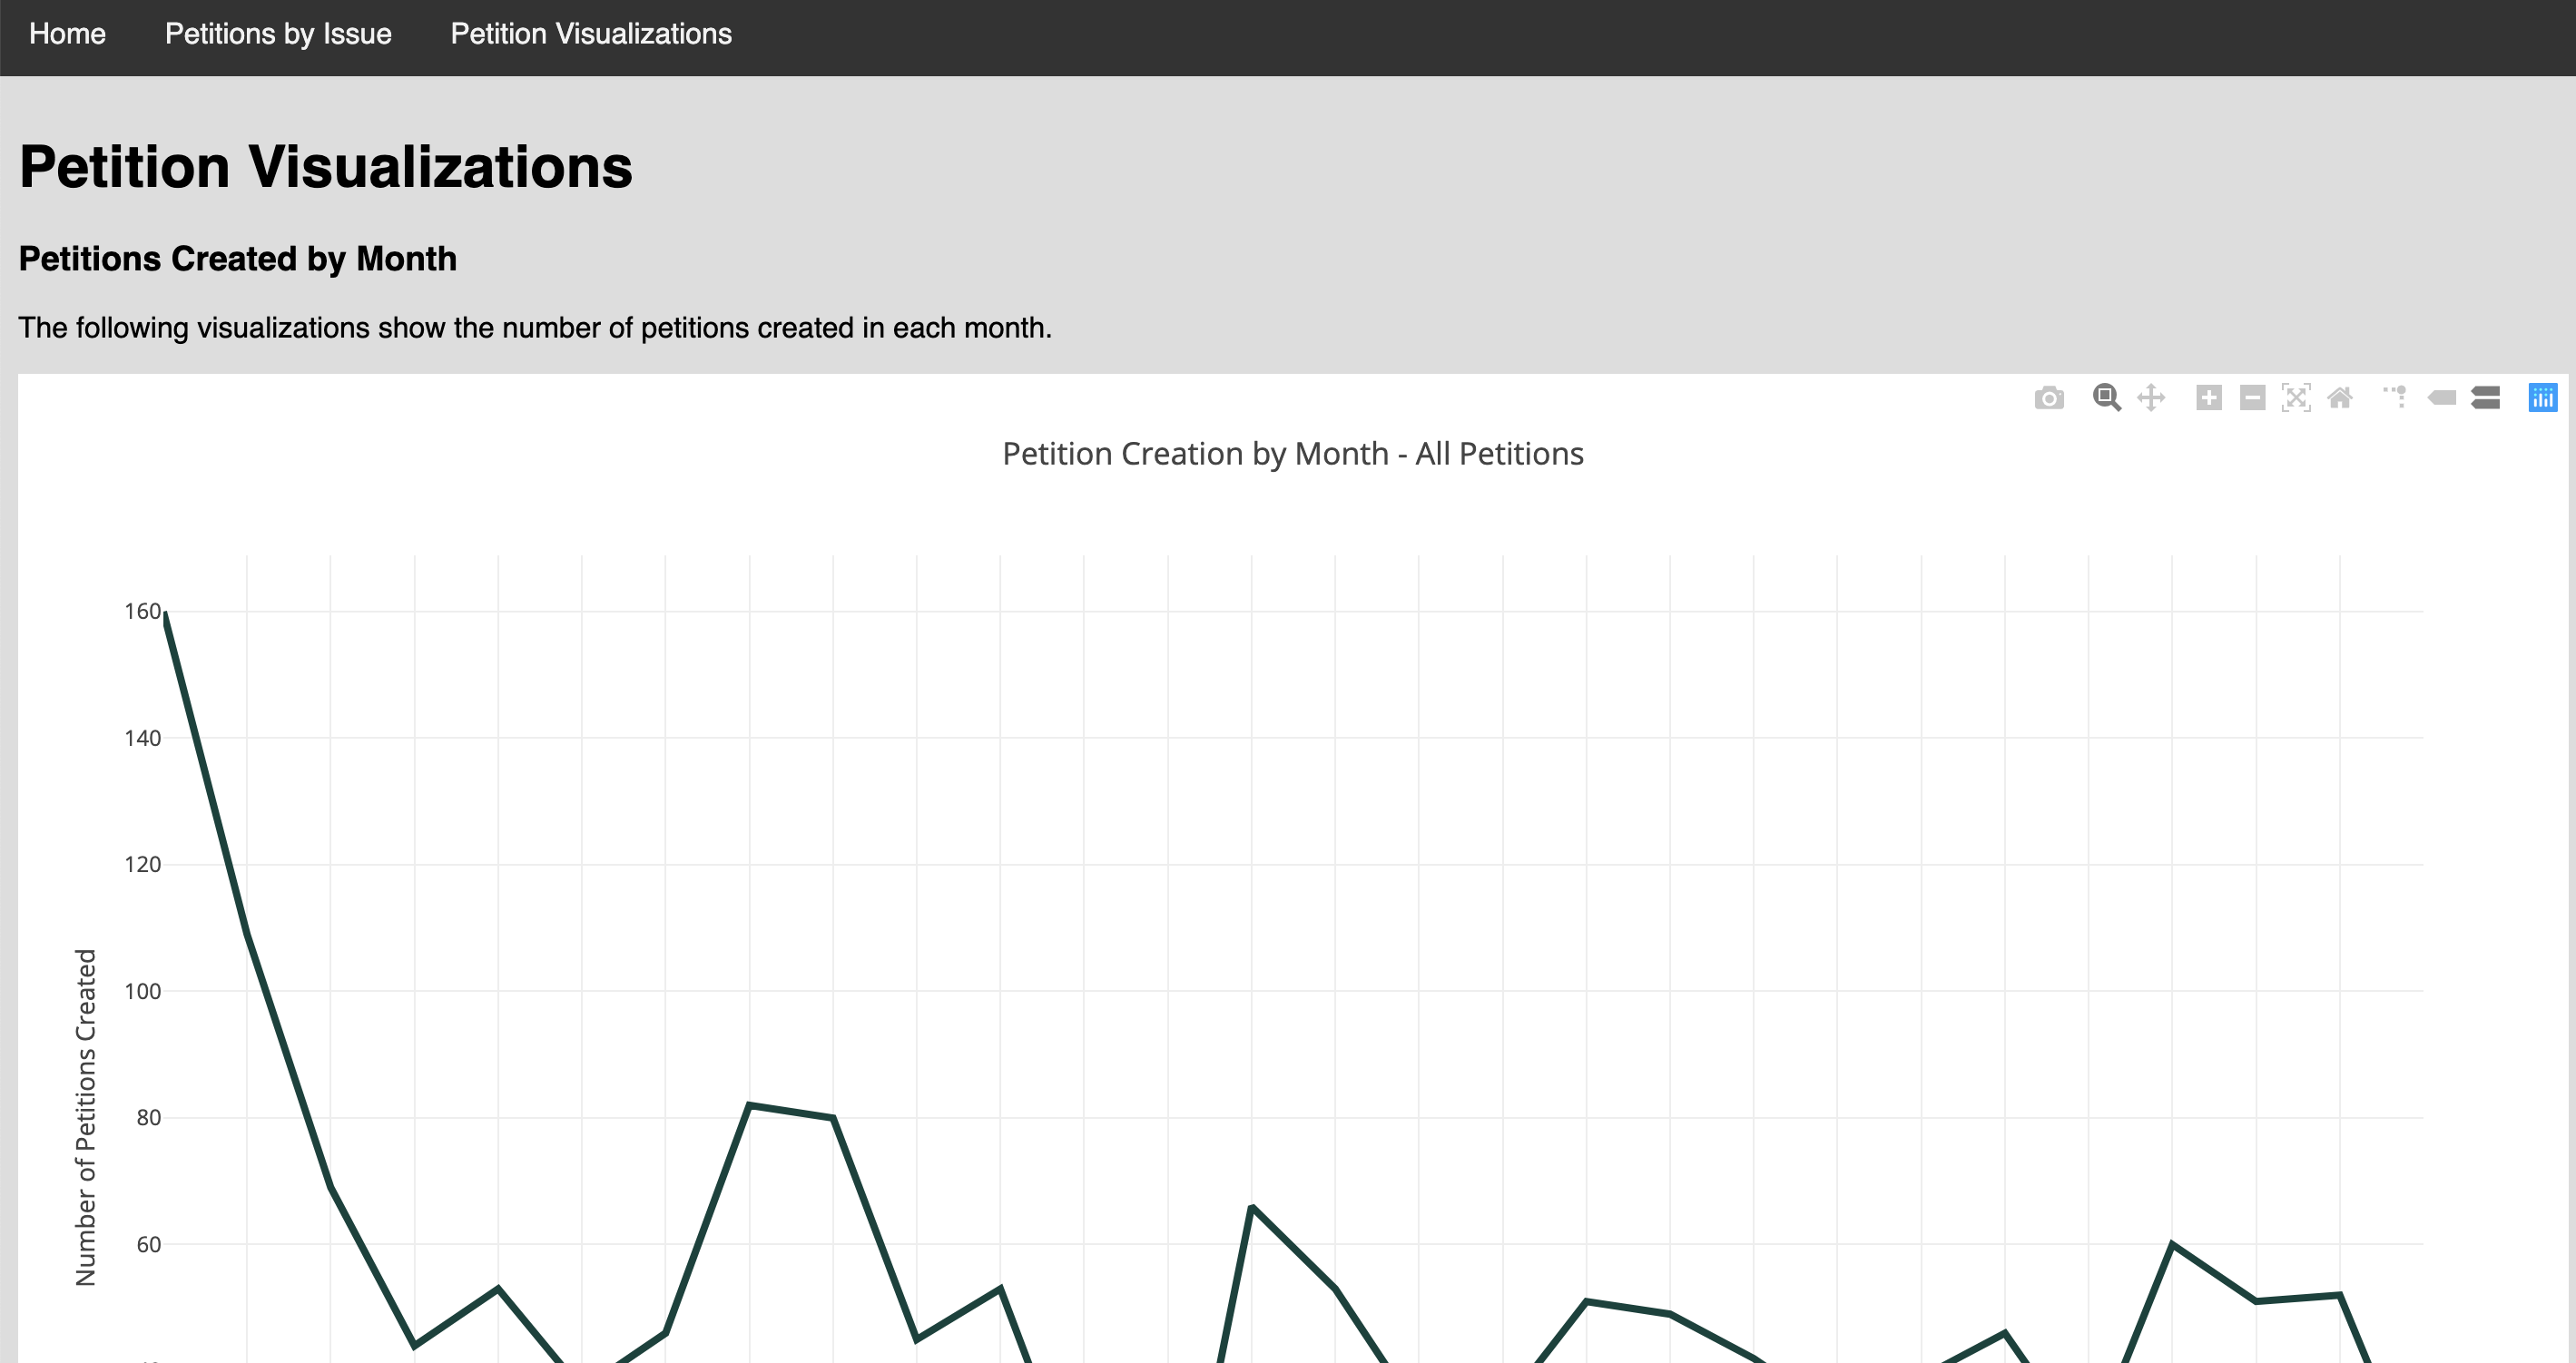 Home Petitions by Issue Petition Visualizations
Petition Visualizations
Petitions Created by Month
The following visualizations show the number of petitions created in each month.
Petition Creation by Month - All Petitions
160
140
120
100
80
60
Number of Petitions Created